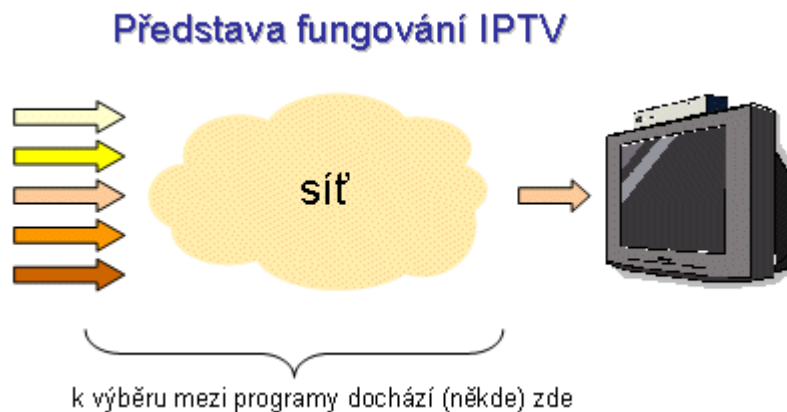 Představa fungování IPTV
síť
k výběru mezi programy dochází (někde) zde